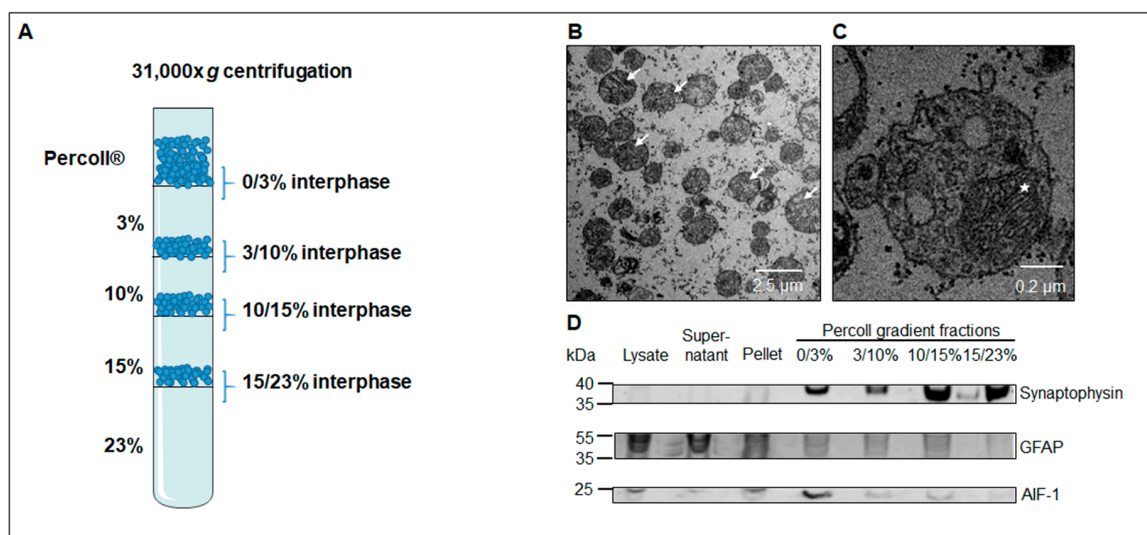 A
31,000x g centrifugation
Percoll®
0/3% interphase
3%
3/10% interphase
10%
10/15% interphase
15%
15/23% interphase
23%
B
2.5 µm
C
0.2 µm
D
Percoll gradient fractions
kDa Lysate Super- natant Pellet 0/3% 3/10% 10/15% 15/23%
40
35
Synaptophysin
55
35
GFAP
25
AIF-1